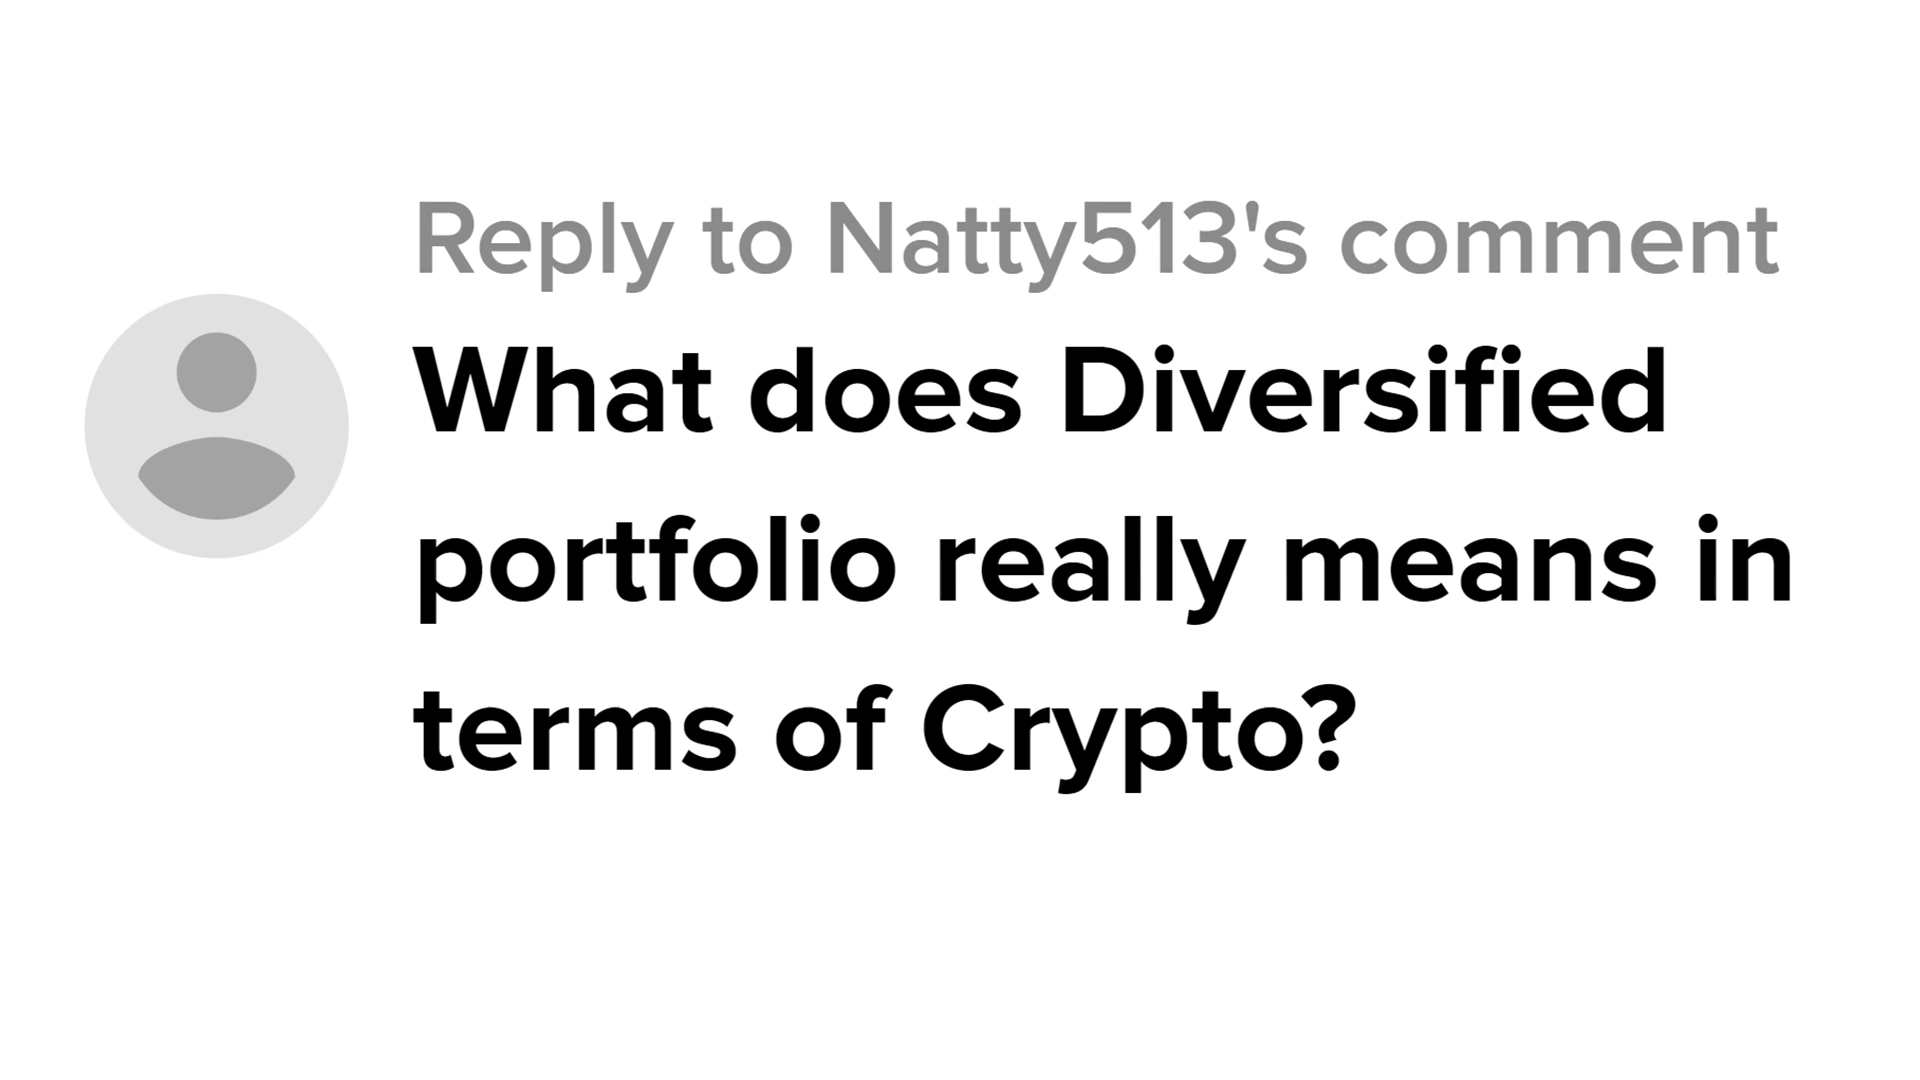 Reply to Natty513's comment
What does Diversified
portfolio really means in
terms of Crypto?